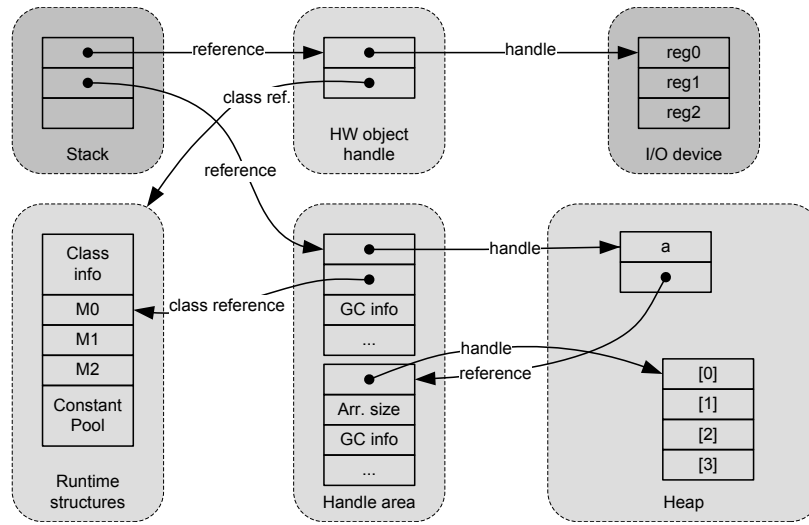 reference
handle
reg0
reg1
reg2
class ref.
Stack
HW object
handle
I/O device
reference
Class
info
M0
M1
M2
Constant
Pool
Runtime
structures
class reference
GC info
...
Arr. size
GC info
...
Handle area
handle
handle
reference
a
[0]
[1]
[2]
[3]
Heap